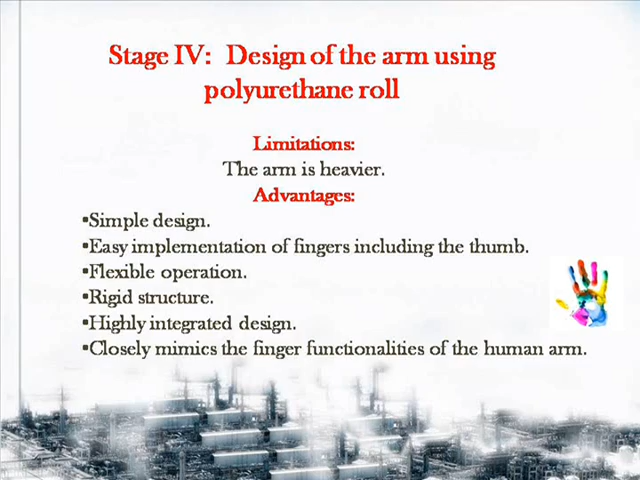 Stage IV: Design of the arm using
polyurethane roll
Limitations:
The arm is heavier.
Advantages:
•Simple design.
•Easy implementation of fingers including the thumb.
•Flexible operation.
•Rigid structure.
•Highly integrated design.
•Closely mimics the finger functionalities of the human arm.